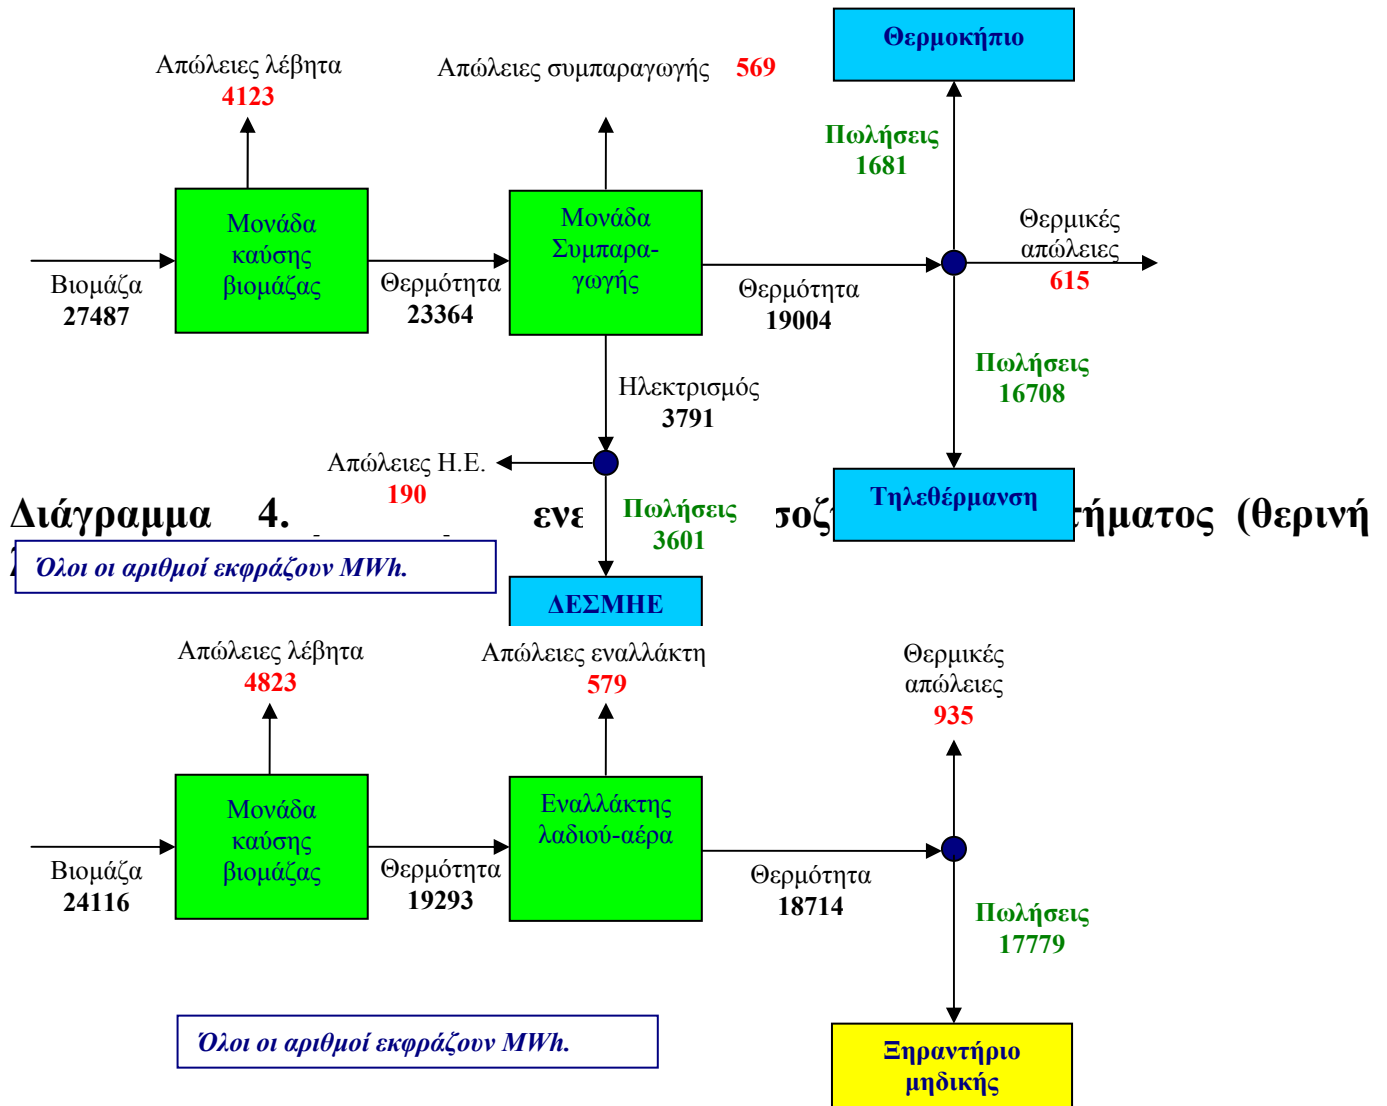 Θερμοκήπιο
Απώλειες λέβητα
4123
Απώλειες συμπαραγωγής 569
Πωλήσεις
1681
Μονάδα
καύσης
βιομάζας
Μονάδα
Συμπαρα-
γωγής
Θερμικές
απώλειες
615
Βιομάζα
27487
Θερμότητα
23364
Θερμότητα
19004
Πωλήσεις
16708
Ηλεκτρισμός
3791
Απώλειες Η.Ε.
190
Τηλεθέρμανση
Πωλήσεις
3601
Διάγραμμα 4. (θερινή
Όλοι οι αριθμοί εκφράζουν MWh.
ΔΕΣΜΗΕ
Απώλειες λέβητα
4823
Απώλειες εναλλάκτη
579
Θερμικές
απώλειες
935
Μονάδα
καύσης
βιομάζας
Εναλλάκτης
λαδιού-αέρα
Βιομάζα
24116
Θερμότητα
19293
Θερμότητα
18714
Πωλήσεις
17779
Όλοι οι αριθμοί εκφράζουν MWh.
Ξηραντήριο
μηδικής